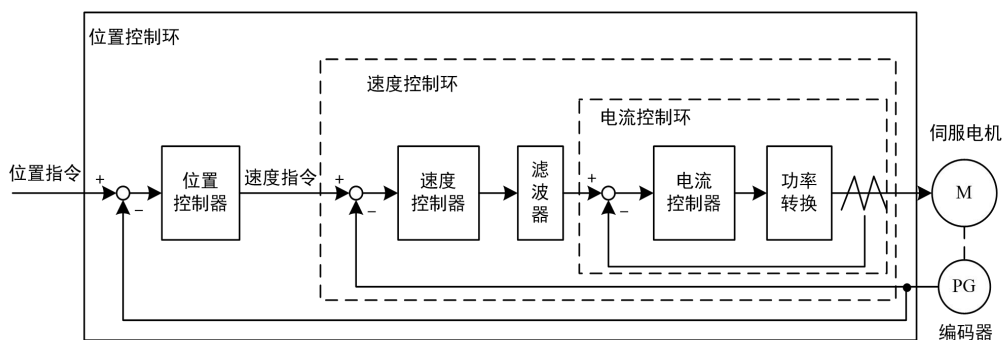 位置控制环
速度控制环
电流控制环
伺服电机
位置指令
+
−
位置
控制器
速度指令
+
−
速度
控制器
滤
波
器
+
−
电流
控制器
功率
转换
M
PG
编码器